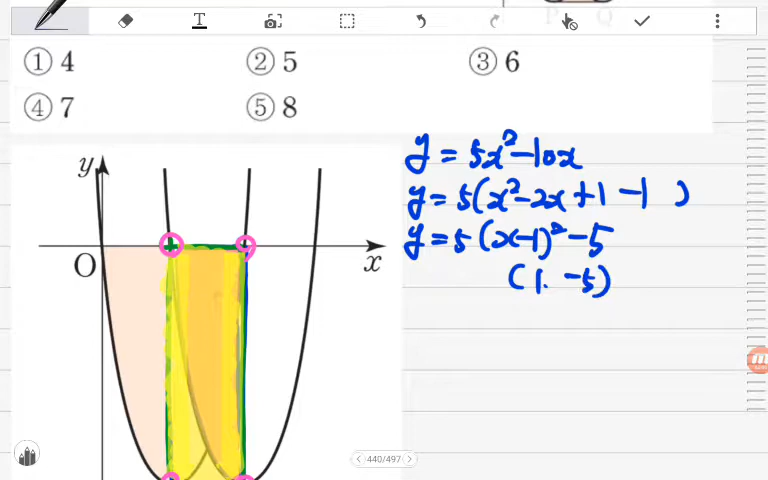 P Q
T
① 4 ② 5 ③ 6
④ 7 ⑤ 8
y
O
x
y = 5x² - 10x
y = 5(x² - 2x + 1 - 1 )
y = 5(x-1)² - 5
(1. -5)
440/497